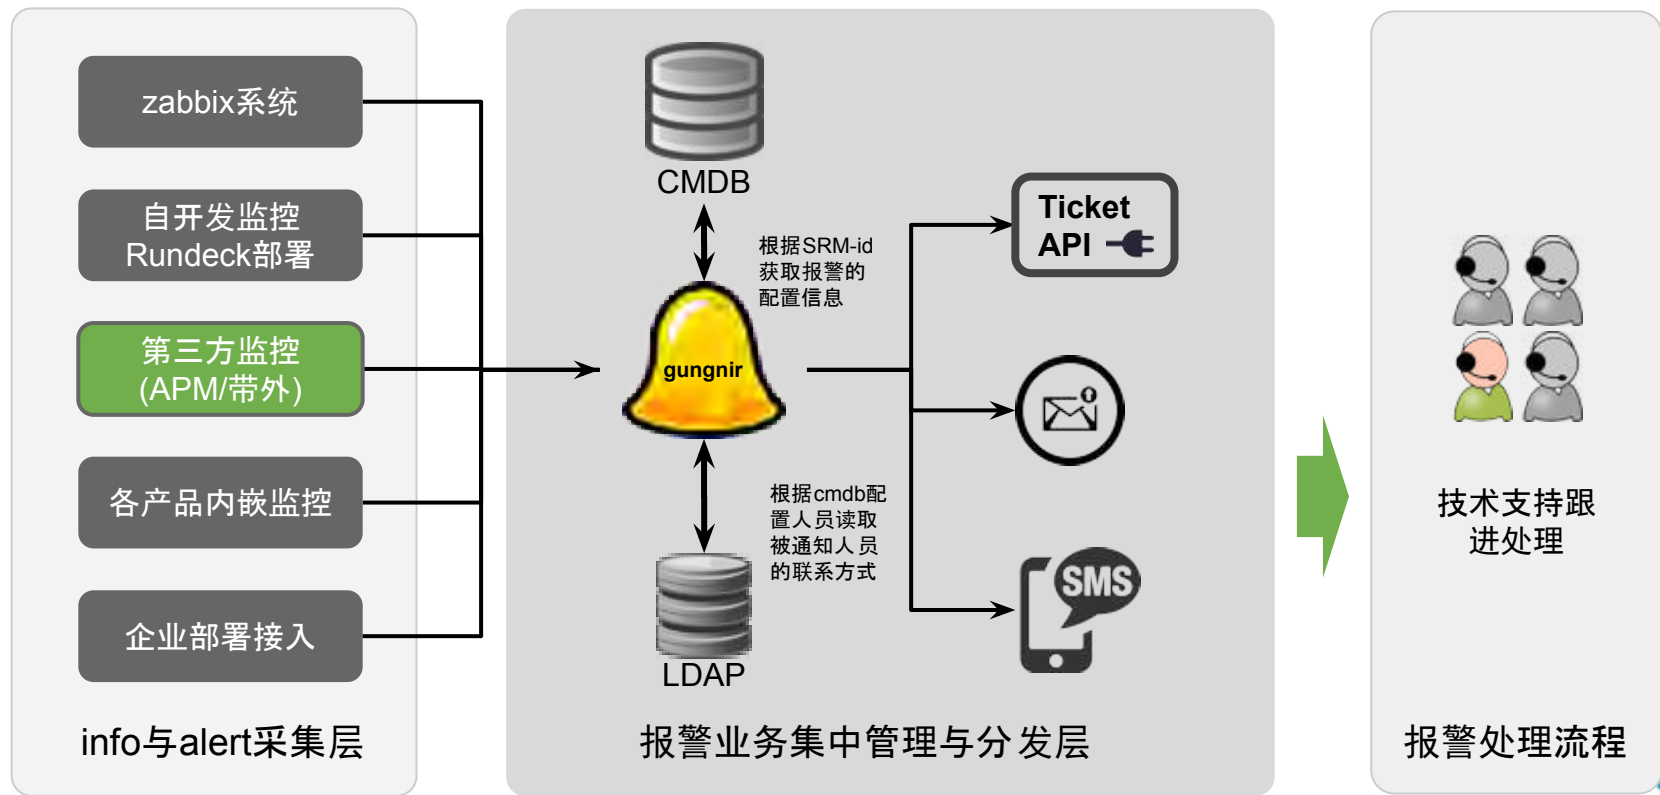 zabbix系统
自开发监控
Rundeck部署
第三方监控
(APM/带外)
各产品内嵌监控
企业部署接入
info与alert采集层
CMDB
根据SRM-id
获取报警的
配置信息
gungnir
根据cmdb配
置人员读取
被通知人员
的联系方式
LDAP
Ticket
API
SMS
报警业务集中管理与分发层
技术支持跟
进处理
报警处理流程